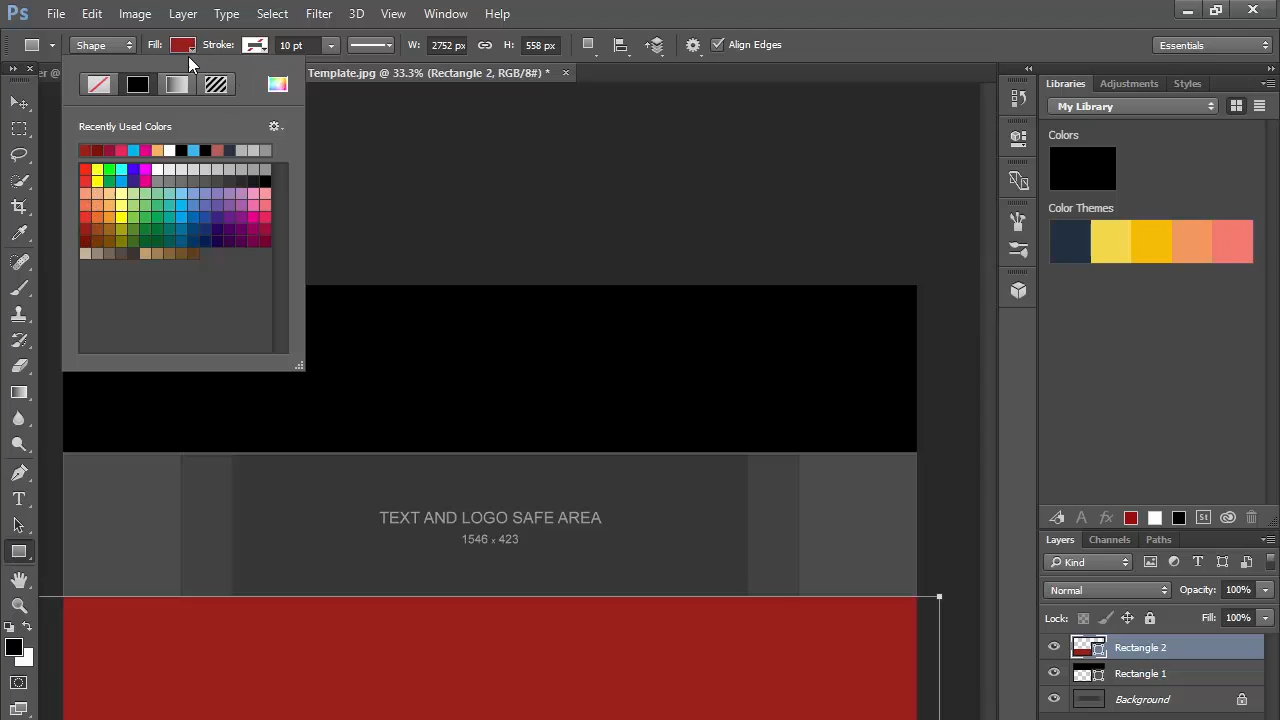 Ps File Edit Image Layer Type Select Filter 3D View Window Help
Shape Fill: Stroke: 10 pt W: 2752 px H: 558 px Align Edges Essentials
er @ Template.jpg @ 33.3% (Rectangle 2, RGB/8#) * ×
Libraries Adjustments Styles
My Library
Recently Used Colors
Colors
Color Themes
TEXT AND LOGO SAFE AREA
1546 x 423
Layers Channels Paths
Kind
Normal Opacity: 100%
Lock: Fill: 100%
Rectangle 2
Rectangle 1
Background